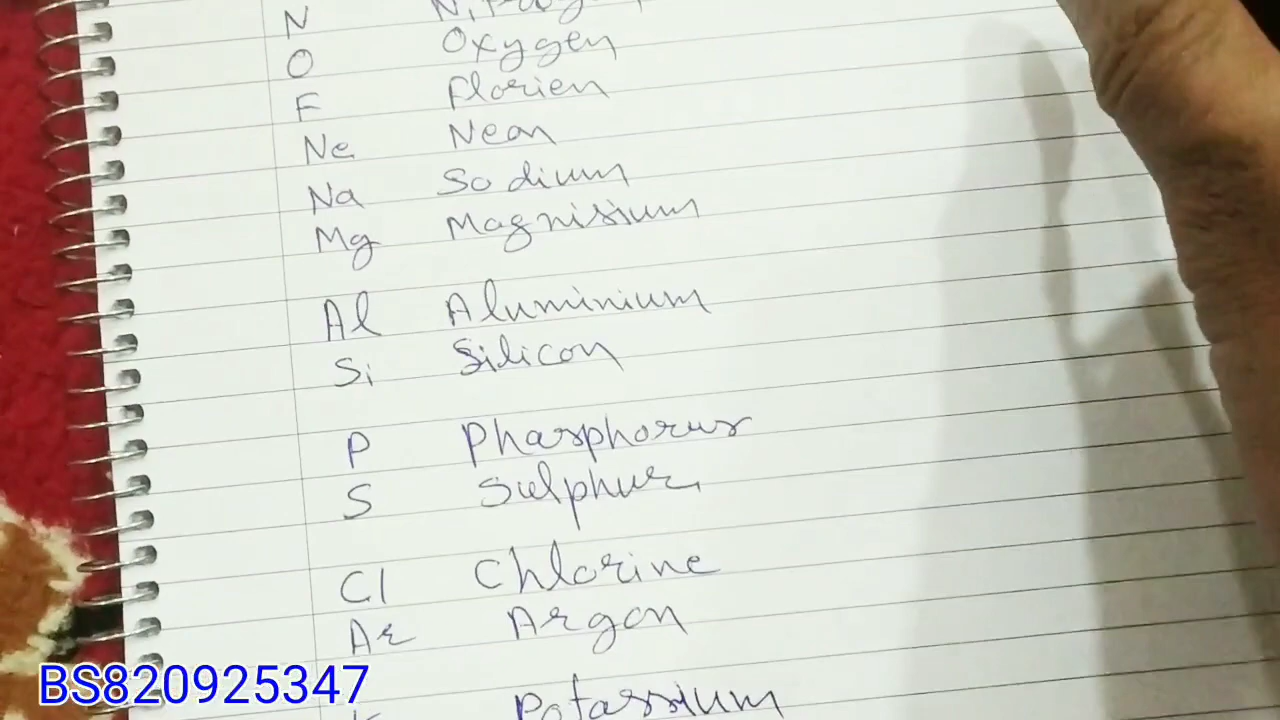 N
O Oxygen
F Florien
Ne Neon
Na Sodium
Mg Magnisium
Al Aluminium
Si Silicon
P Phasphorus
S Sulphur
Cl Chlorine
Ar Argon
Potassium
BS820925347